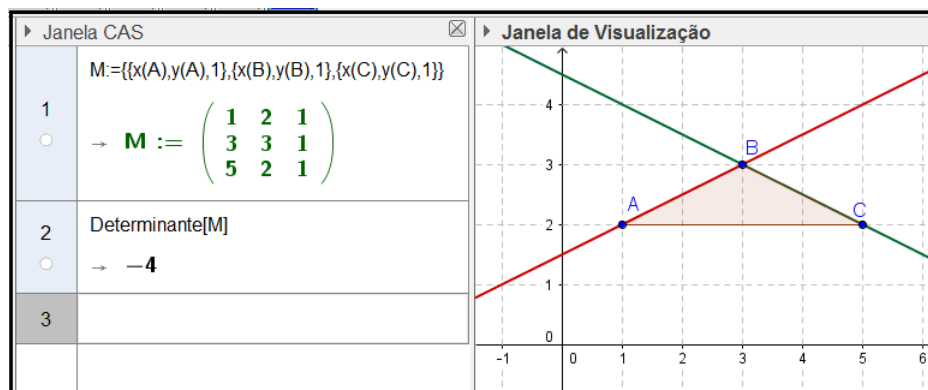 Janela CAS
M:={{x(A),y(A),1},{x(B),y(B),1},{x(C),y(C),1}}
1
→ M := ( 1 2 1
3 3 1
5 2 1 )
2
Determinante[M]
→ −4
3
Janela de Visualização
4
3
2
1
0
B
A
C
-1 0 1 2 3 4 5 6